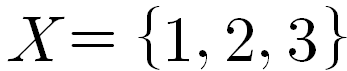 X = {1, 2, 3}